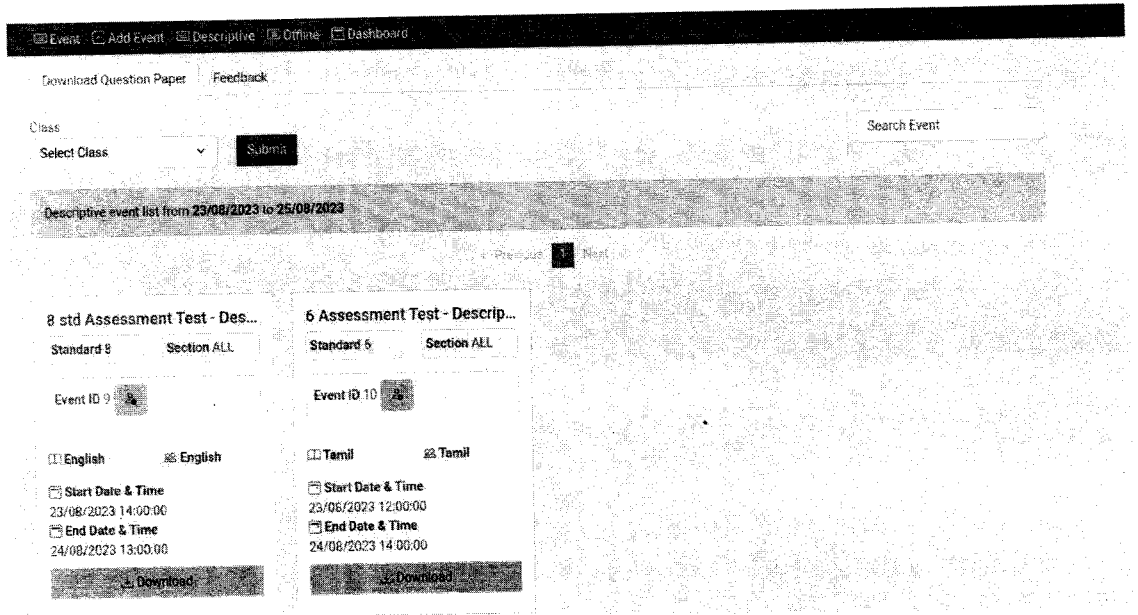 Event Add Event Descriptive Offline Dashboard
Download Question Paper Feedback
Class
Search Event
Select Class Submit
Descriptive event list from 23/08/2023 to 25/08/2023
Previous 1 Next
8 std Assessment Test - Des...
Standard 8 Section ALL
Event ID 9
English English
Start Date & Time
23/08/2023 14:00:00
End Date & Time
24/08/2023 13:00:00
Download
6 Assessment Test - Descrip...
Standard 6 Section ALL
Event ID 10
Tamil Tamil
Start Date & Time
23/08/2023 12:00:00
End Date & Time
24/08/2023 14:00:00
Download